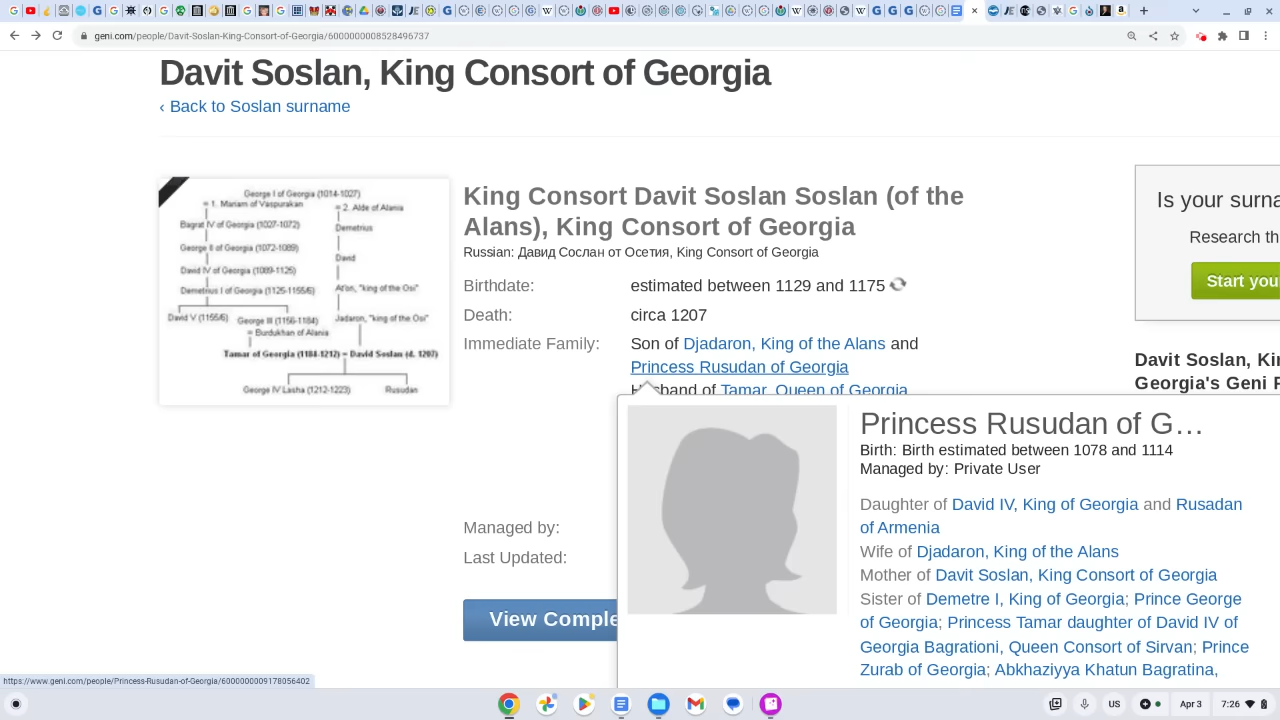 geni.com/people/Davit-Soslan-King-Consort-of-Georgia/6000000008528496737
Davit Soslan, King Consort of Georgia
‹ Back to Soslan surname
George I of Georgia (1014-1027)
= 1. Mariam of Vaspurakan
= 2. Alde of Alania
Bagrat IV of Georgia (1027-1072)
Demetrius
George II of Georgia (1072-1089)
David
David IV of Georgia (1089-1125)
Demetrius I of Georgia (1125-1155/6)
At'on, "king of the Osi"
David V (1155/6)
George III (1156-1184)
Jadaron, "king of the Osi"
= Burdukhan of Alania
Tamar of Georgia (1184-1212) = David Soslan (d. 1207)
George IV Lasha (1212-1223)
Rusudan
King Consort Davit Soslan Soslan (of the
Alans), King Consort of Georgia
Russian: Давид Сослан от Осетия, King Consort of Georgia
Birthdate: estimated between 1129 and 1175
Death: circa 1207
Immediate Family: Son of Djadaron, King of the Alans and
Princess Rusudan of Georgia
Husband of Tamar, Queen of Georgia
Managed by:
Last Updated:
View Comple
Princess Rusudan of G…
Birth: Birth estimated between 1078 and 1114
Managed by: Private User
Daughter of David IV, King of Georgia and Rusadan
of Armenia
Wife of Djadaron, King of the Alans
Mother of Davit Soslan, King Consort of Georgia
Sister of Demetre I, King of Georgia; Prince George
of Georgia; Princess Tamar daughter of David IV of
Georgia Bagrationi, Queen Consort of Sirvan; Prince
Zurab of Georgia; Abkhaziyya Khatun Bagratina,
Is your surna
Research th
Start you
Davit Soslan, Ki
Georgia's Geni
https://www.geni.com/people/Princess-Rusudan-of-Georgia/6000000009178056402
US
Apr 3
7:26